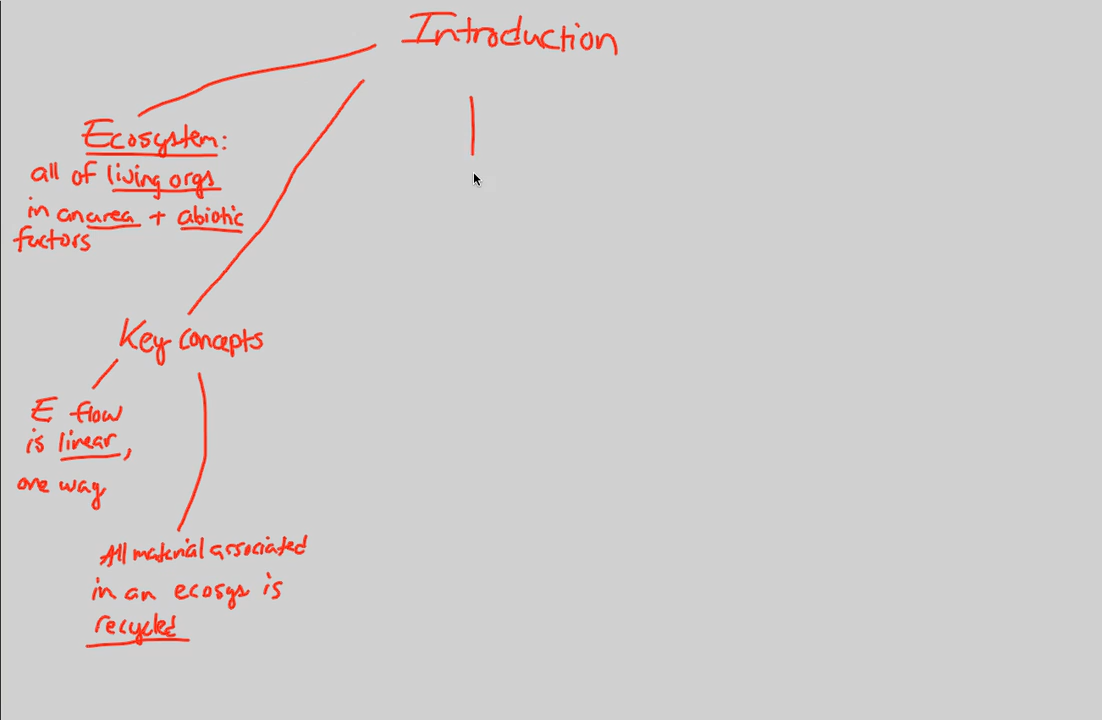 Introduction
Ecosystem:
all of living orgs
in an area + abiotic
factors
Key concepts
E flow
is linear,
one way
All material associated
in an ecosys is
recycled